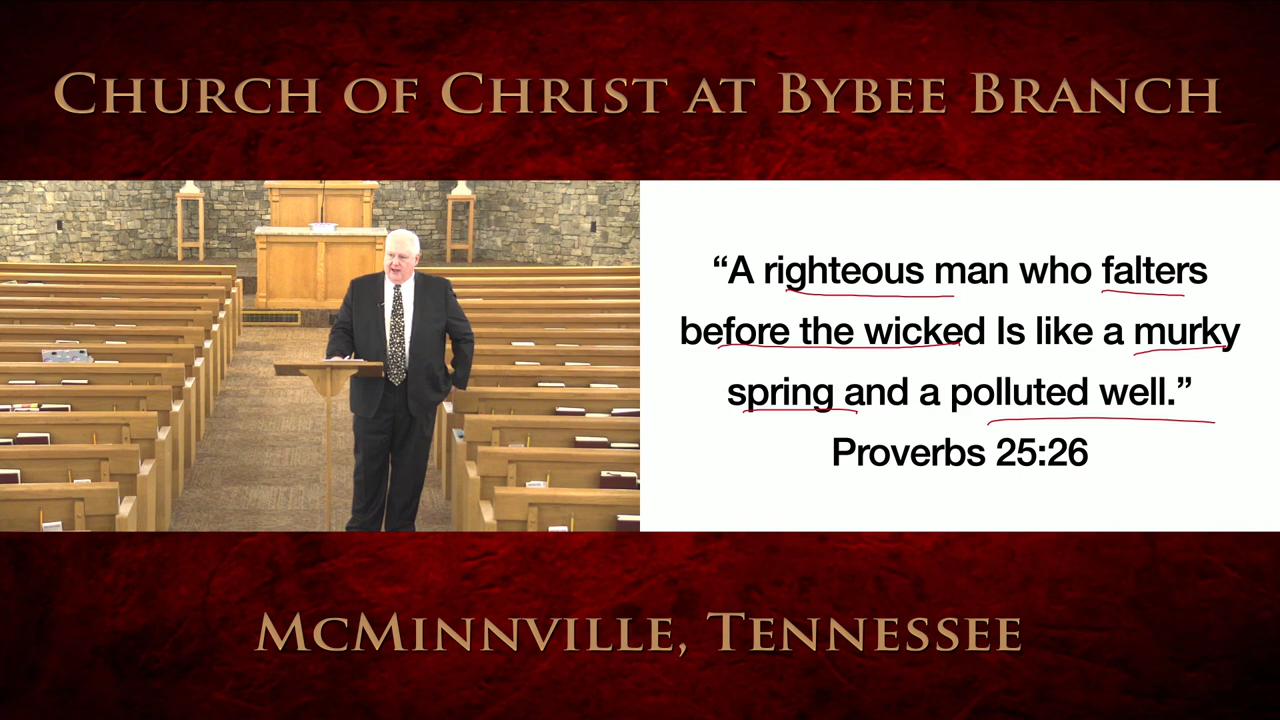 CHURCH OF CHRIST AT BYBEE BRANCH
“A righteous man who falters
before the wicked Is like a murky
spring and a polluted well.”
Proverbs 25:26
MCMINNVILLE, TENNESSEE